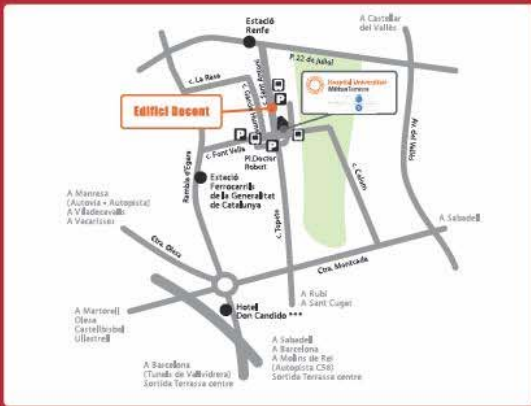 Estació
Renfe
A Castellar
del Vallès
P. 22 de Juliol
c. La Rasa
c. Sant Antoni
Hospital Universitari
MútuaTerrassa
P
Edifici Docent
P
P
c. Font Vella
Pl. Doctor
Robert
Av. del Vallès
Rambla d'Egara
Estació
Ferrocarrils
de la Generalitat
de Catalunya
c. Colom
c. Topete
A Manresa
(Autovia + Autopista)
A Viladecavalls
A Vacarisses
A Sabadell
Ctra. Olesa
Ctra. Montcada
A Rubí
A Sant Cugat
A Martorell
Olesa
Castellbisbal
Ullastrell
Hotel
Don Candido ***
A Sabadell
A Barcelona
A Molins de Rei
(Autopista C58)
Sortida Terrassa centre
A Barcelona
(Tunels de Vallvidrera)
Sortida Terrassa centre